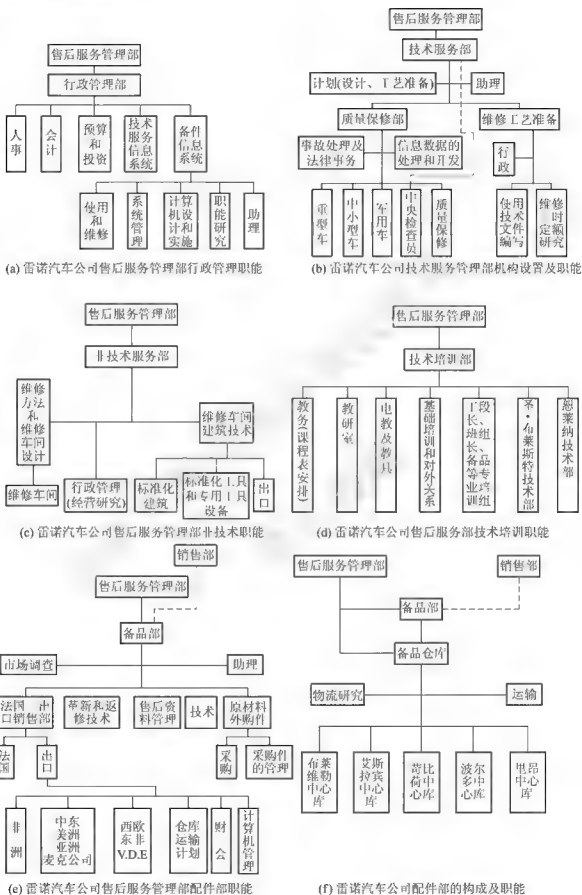 售后服务管理部
行政管理部
人事
会计
预算和投资
技术服务信息系统
备件信息系统
使用和维修
系统管理
计算机设计和实施
职能研究
助理
(a) 雷诺汽车公司售后服务管理部行政管理职能
售后服务管理部
技术服务部
计划(设计、工艺准备)
助理
质量保修部
维修工艺准备
事故处理及法律事务
信息数据的处理和开发
行政
重型车
中小型车
军用车
中央检查员
质量保修
使用技术文件编写
维修时定额研究
(b) 雷诺汽车公司技术服务管理部机构设置及职能
售后服务管理部
非技术服务部
维修方法和维修车间设计
维修车间建筑技术
维修车间
行政管理(经营研究)
标准化建筑
标准化工具和专用工具设备
出口
(c) 雷诺汽车公司售后服务管理部非技术职能
售后服务管理部
技术培训部
教务(课程表安排)
教研室
电教及教具
基础培训和对外关系
工段长、班组长、备品等专业培训组
圣·布莱斯特技术部
恩莱纳技术部
(d) 雷诺汽车公司售后服务部技术培训职能
销售部
售后服务管理部
备品部
市场调查
助理
法国 出口销售部
革新和返修技术
售后资料管理
技术
原材料外购件
法国
出口
采购
采购件的管理
非洲
中东美洲亚洲麦克公司
西欧东非V.D.E
仓库运输计划
财会
计算机管理
(e) 雷诺汽车公司售后服务管理部配件部职能
售后服务管理部
销售部
备品部
备品仓库
物流研究
运输
布莱维勒中心库
艾斯拉宾中心库
苛比荷中心库
波尔多中心库
里昂中心库
(f) 雷诺汽车公司配件部的构成及职能